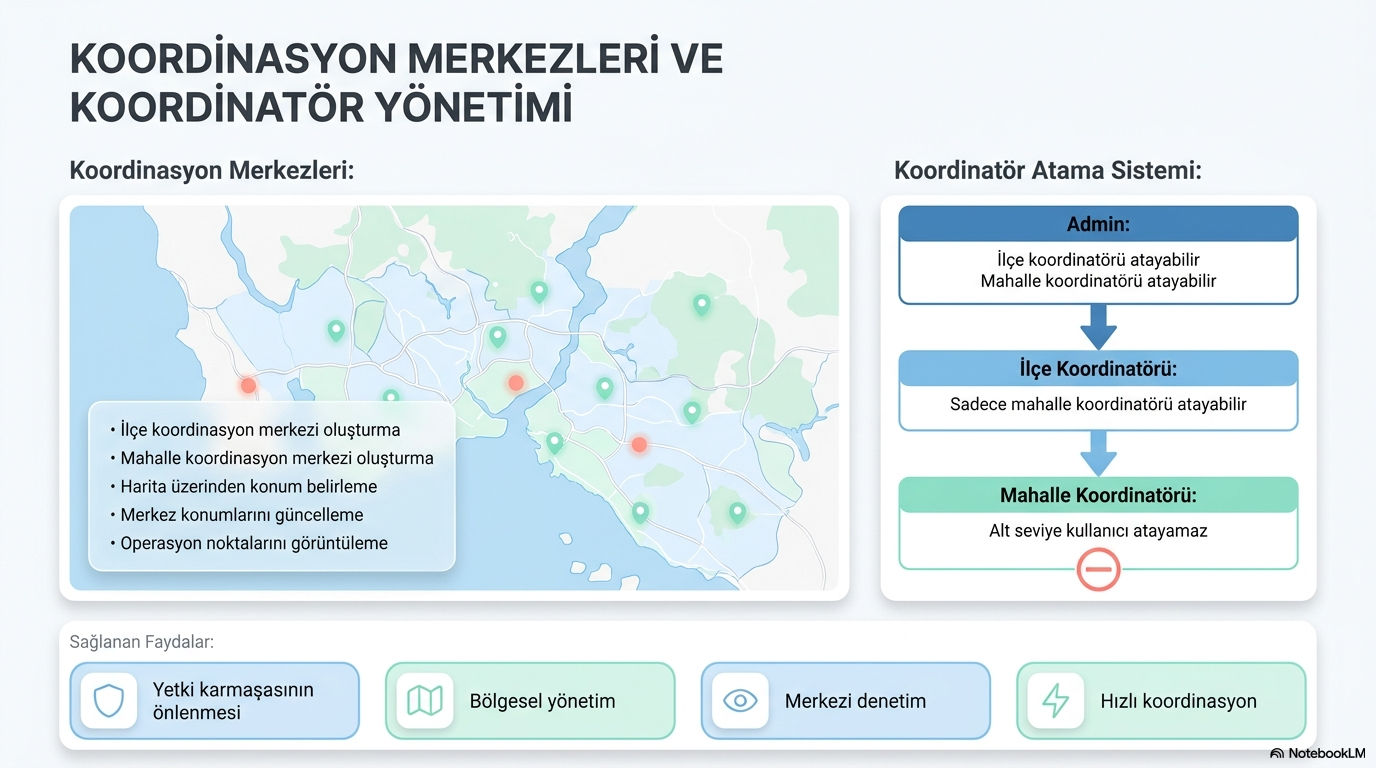 KOORDİNASYON MERKEZLERİ VE
KOORDİNATÖR YÖNETİMİ
Koordinasyon Merkezleri:
• İlçe koordinasyon merkezi oluşturma
• Mahalle koordinasyon merkezi oluşturma
• Harita üzerinden konum belirleme
• Merkez konumlarını güncelleme
• Operasyon noktalarını görüntüleme
Koordinatör Atama Sistemi:
Admin:
İlçe koordinatörü atayabilir
Mahalle koordinatörü atayabilir
İlçe Koordinatörü:
Sadece mahalle koordinatörü atayabilir
Mahalle Koordinatörü:
Alt seviye kullanıcı atayamaz
Sağlanan Faydalar:
Yetki karmaşasının
önlenmesi
Bölgesel yönetim
Merkezi denetim
Hızlı koordinasyon
NotebookLM